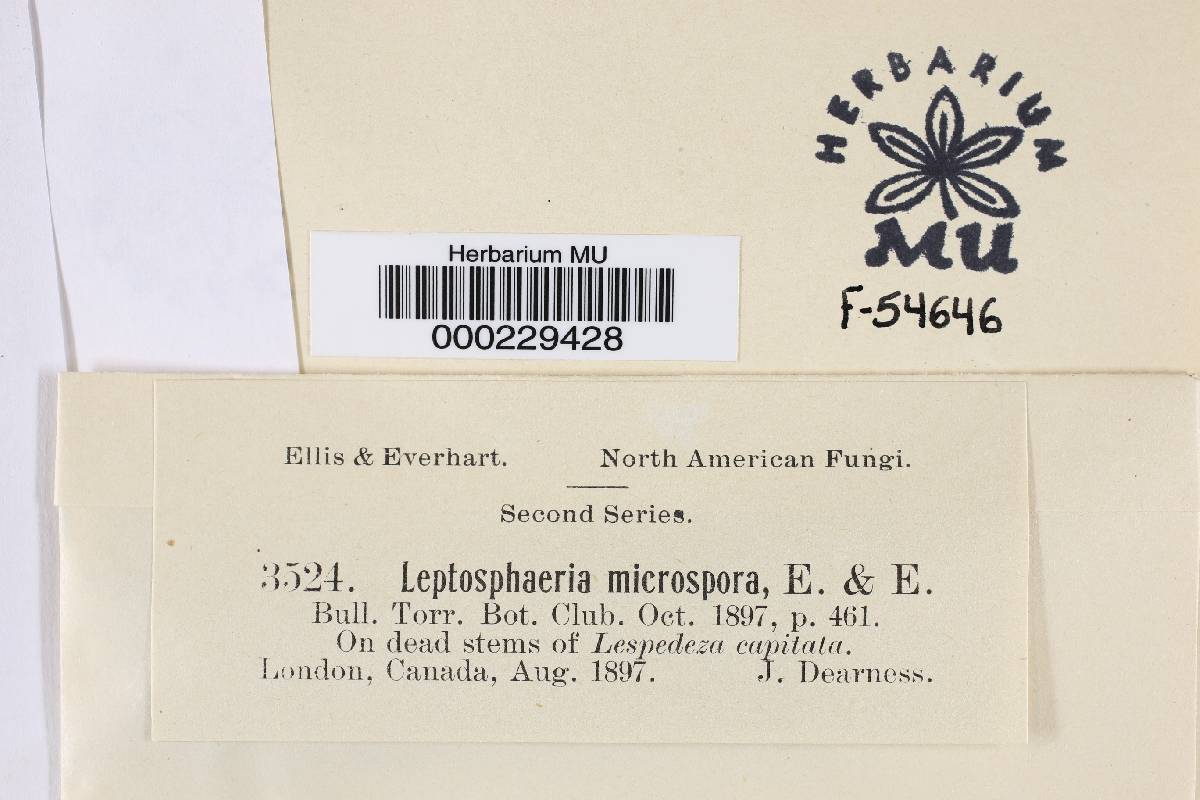 HERBARIUM
MU
F-54646
Herbarium MU
000229428
Ellis & Everhart. North American Fungi.
Second Series.
3524. Leptosphaeria microspora, E. & E.
Bull. Torr. Bot. Club. Oct. 1897, p. 461.
On dead stems of Lespedeza capitata.
London, Canada, Aug. 1897. J. Dearness.